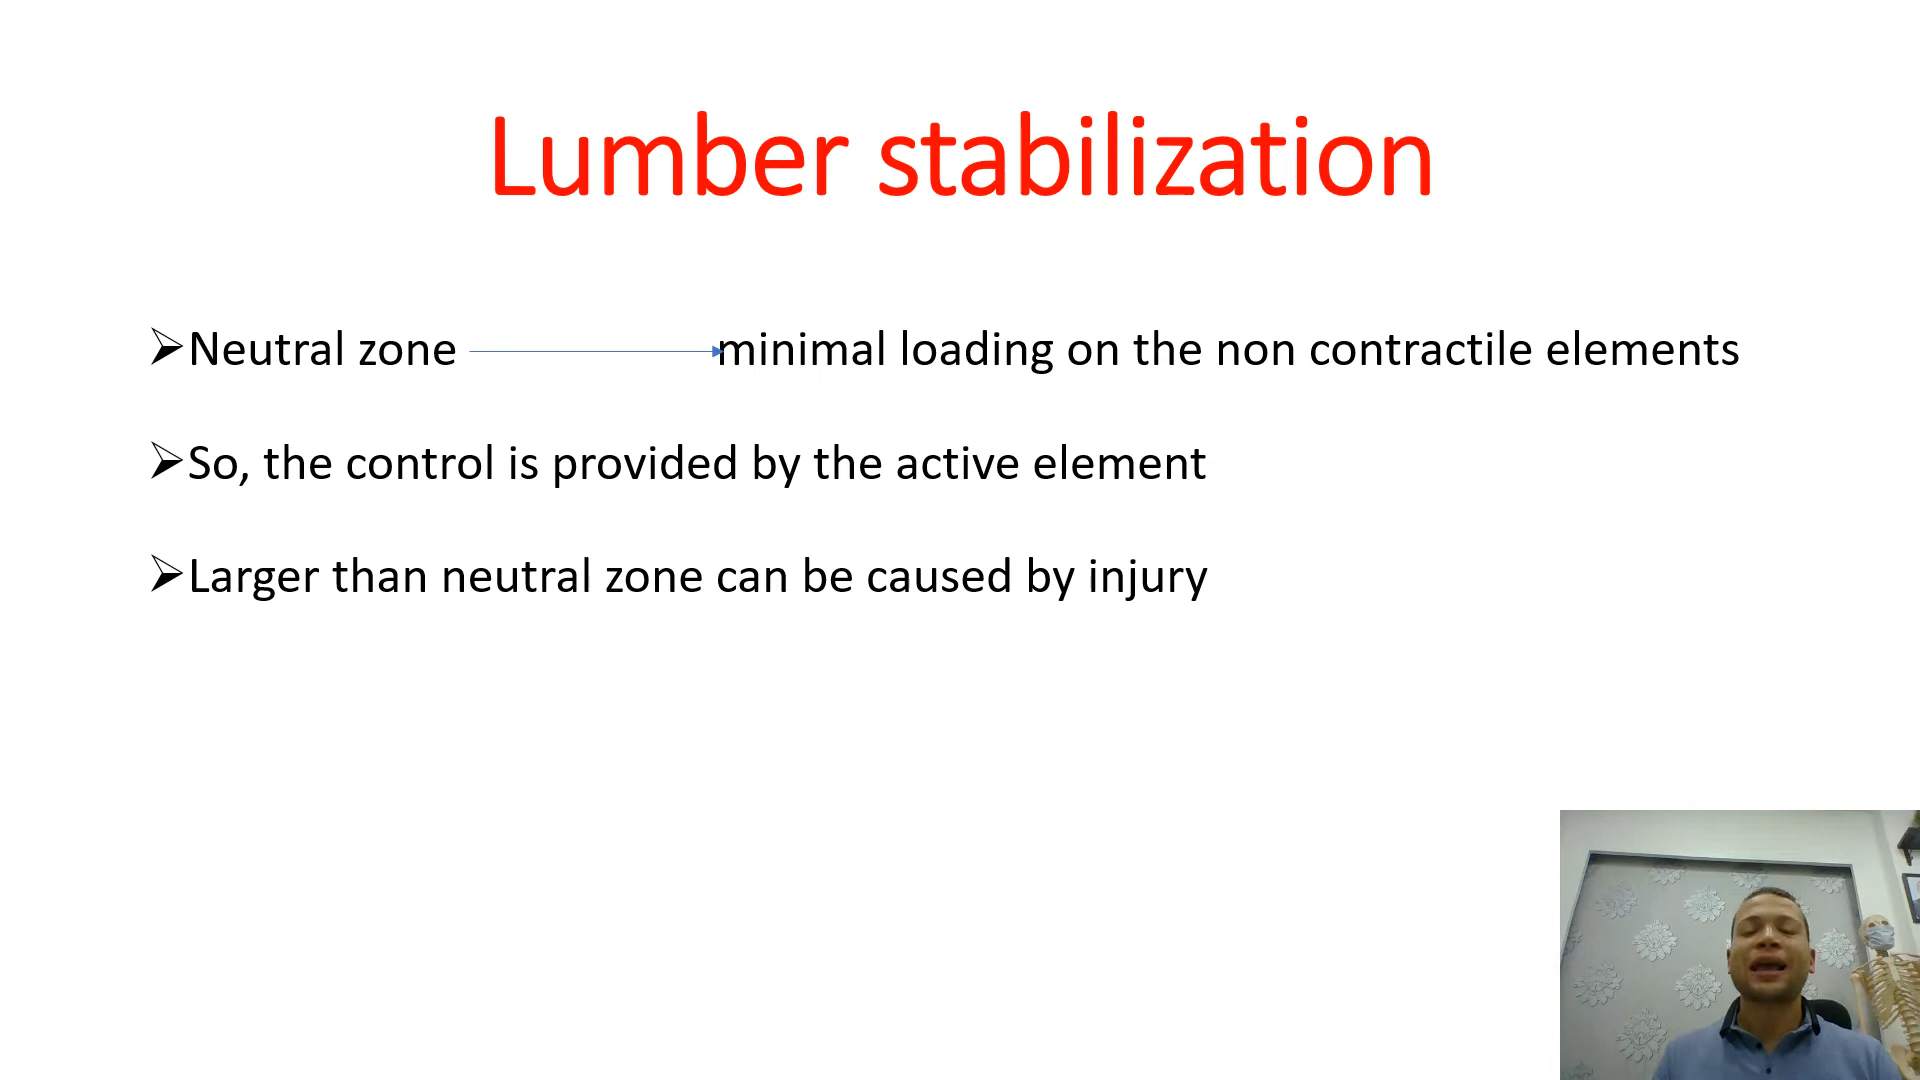 Lumber stabilization
Neutral zone minimal loading on the non contractile elements
So, the control is provided by the active element
Larger than neutral zone can be caused by injury